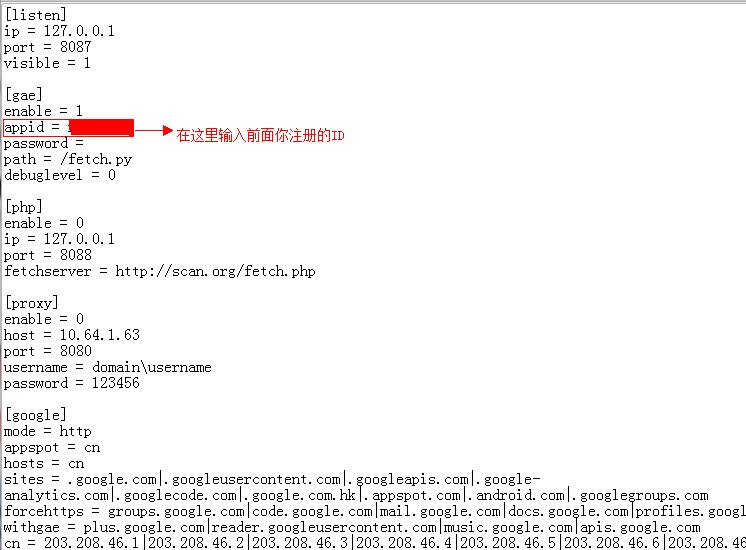 [listen]
ip = 127.0.0.1
port = 8087
visible = 1
[gae]
enable = 1
appid =
在这里输入前面你注册的ID
password =
path = /fetch.py
debuglevel = 0
[php]
enable = 0
ip = 127.0.0.1
port = 8088
fetchserver = http://scan.org/fetch.php
[proxy]
enable = 0
host = 10.64.1.63
port = 8080
username = domain\username
password = 123456
[google]
mode = http
appspot = cn
hosts = cn
sites = .google.com|.googleusercontent.com|.googleapis.com|.google-
analytics.com|.googlecode.com|.google.com.hk|.appspot.com|.android.com|.googlegroups.com
forcehttps = groups.google.com|code.google.com|mail.google.com|docs.google.com|profiles.goog
withgae = plus.google.com|reader.googleusercontent.com|music.google.com|apis.google.com
cn = 203.208.46.1|203.208.46.2|203.208.46.3|203.208.46.4|203.208.46.5|203.208.46.6|203.208.46